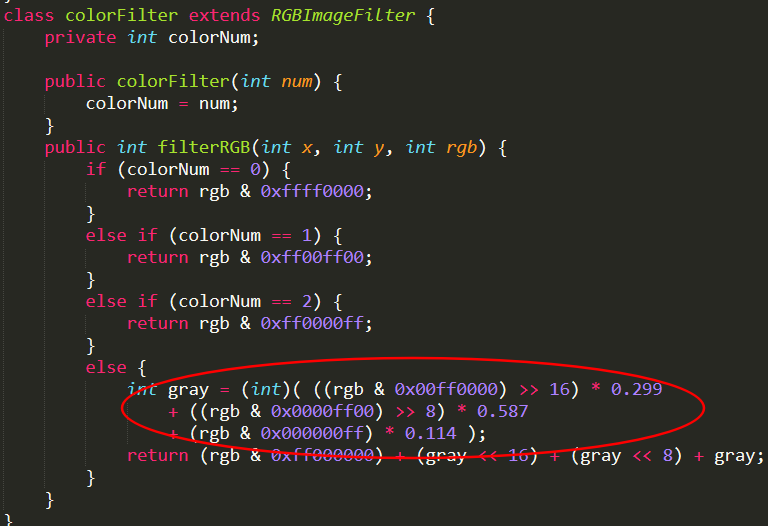 }
class colorFilter extends RGBImageFilter {
    private int colorNum;

    public colorFilter(int num) {
        colorNum = num;
    }
    public int filterRGB(int x, int y, int rgb) {
        if (colorNum == 0) {
            return rgb & 0xffff0000;
        }
        else if (colorNum == 1) {
            return rgb & 0xff00ff00;
        }
        else if (colorNum == 2) {
            return rgb & 0xff0000ff;
        }
        else {
            int gray = (int)( ((rgb & 0x00ff0000) >> 16) * 0.299
                + ((rgb & 0x0000ff00) >> 8) * 0.587
                + (rgb & 0x000000ff) * 0.114 );
            return (rgb & 0xff000000) + (gray << 16) + (gray << 8) + gray;
        }
    }
}